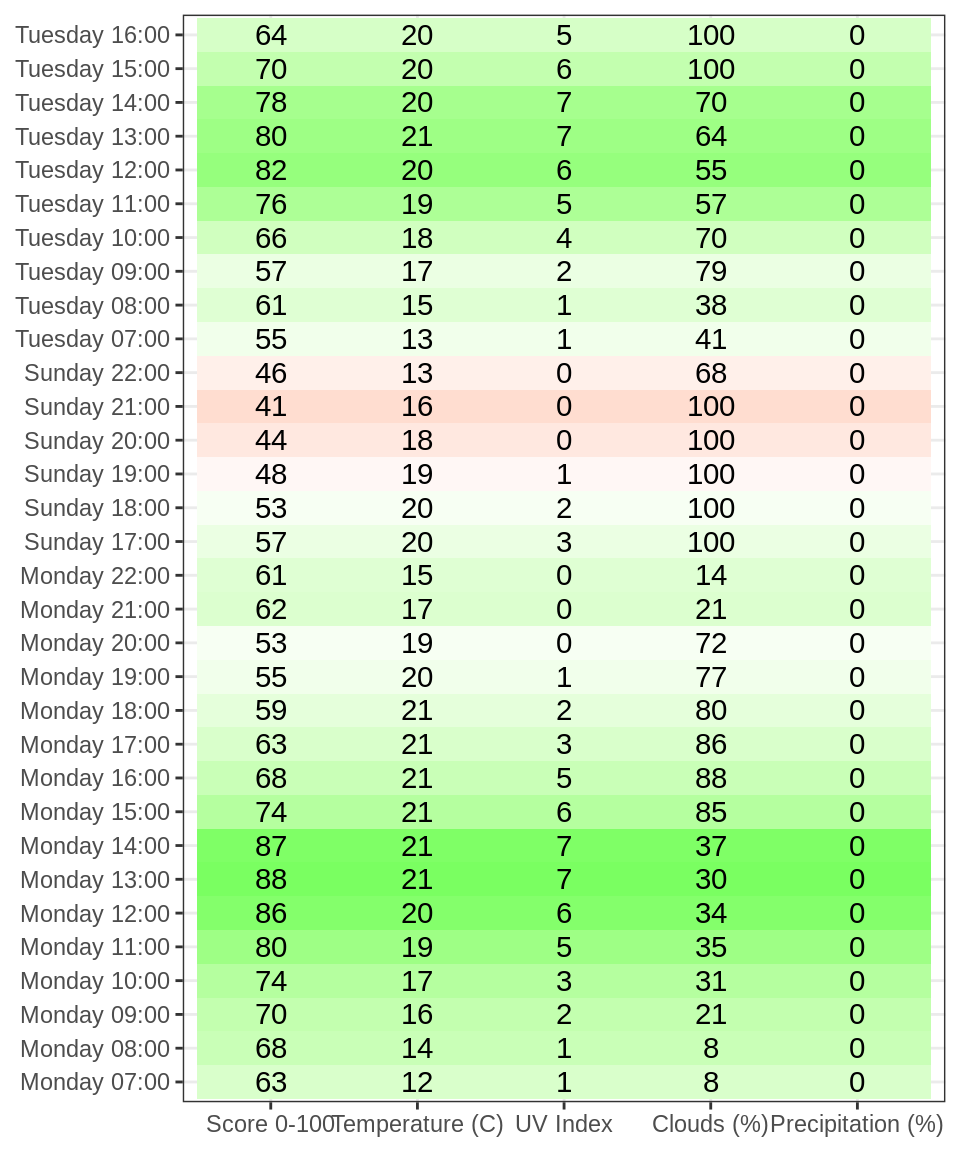 Tuesday 16:00 64 20 5 100 0
Tuesday 15:00 70 20 6 100 0
Tuesday 14:00 78 20 7 70 0
Tuesday 13:00 80 21 7 64 0
Tuesday 12:00 82 20 6 55 0
Tuesday 11:00 76 19 5 57 0
Tuesday 10:00 66 18 4 70 0
Tuesday 09:00 57 17 2 79 0
Tuesday 08:00 61 15 1 38 0
Tuesday 07:00 55 13 1 41 0
Sunday 22:00 46 13 0 68 0
Sunday 21:00 41 16 0 100 0
Sunday 20:00 44 18 0 100 0
Sunday 19:00 48 19 1 100 0
Sunday 18:00 53 20 2 100 0
Sunday 17:00 57 20 3 100 0
Monday 22:00 61 15 0 14 0
Monday 21:00 62 17 0 21 0
Monday 20:00 53 19 0 72 0
Monday 19:00 55 20 1 77 0
Monday 18:00 59 21 2 80 0
Monday 17:00 63 21 3 86 0
Monday 16:00 68 21 5 88 0
Monday 15:00 74 21 6 85 0
Monday 14:00 87 21 7 37 0
Monday 13:00 88 21 7 30 0
Monday 12:00 86 20 6 34 0
Monday 11:00 80 19 5 35 0
Monday 10:00 74 17 3 31 0
Monday 09:00 70 16 2 21 0
Monday 08:00 68 14 1 8 0
Monday 07:00 63 12 1 8 0
Score 0-100 Temperature (C) UV Index Clouds (%) Precipitation (%)